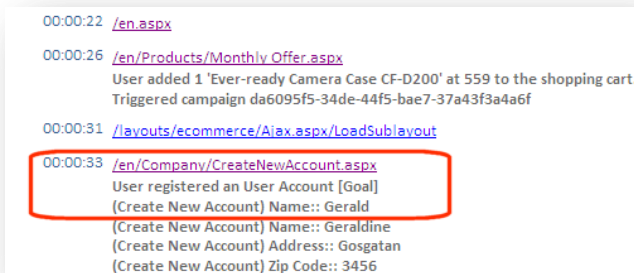 00:00:22 /en.aspx
00:00:26 /en/Products/Monthly Offer.aspx
User added 1 'Ever-ready Camera Case CF-D200' at 559 to the shopping cart
Triggered campaign da6095f5-34de-44f5-bae7-37a43f3a4a6f
00:00:31 /layouts/ecommerce/Ajax.aspx/LoadSublayout
00:00:33 /en/Company/CreateNewAccount.aspx
User registered an User Account [Goal]
(Create New Account) Name:: Gerald
(Create New Account) Name:: Geraldine
(Create New Account) Address:: Gosgatan
(Create New Account) Zip Code:: 3456